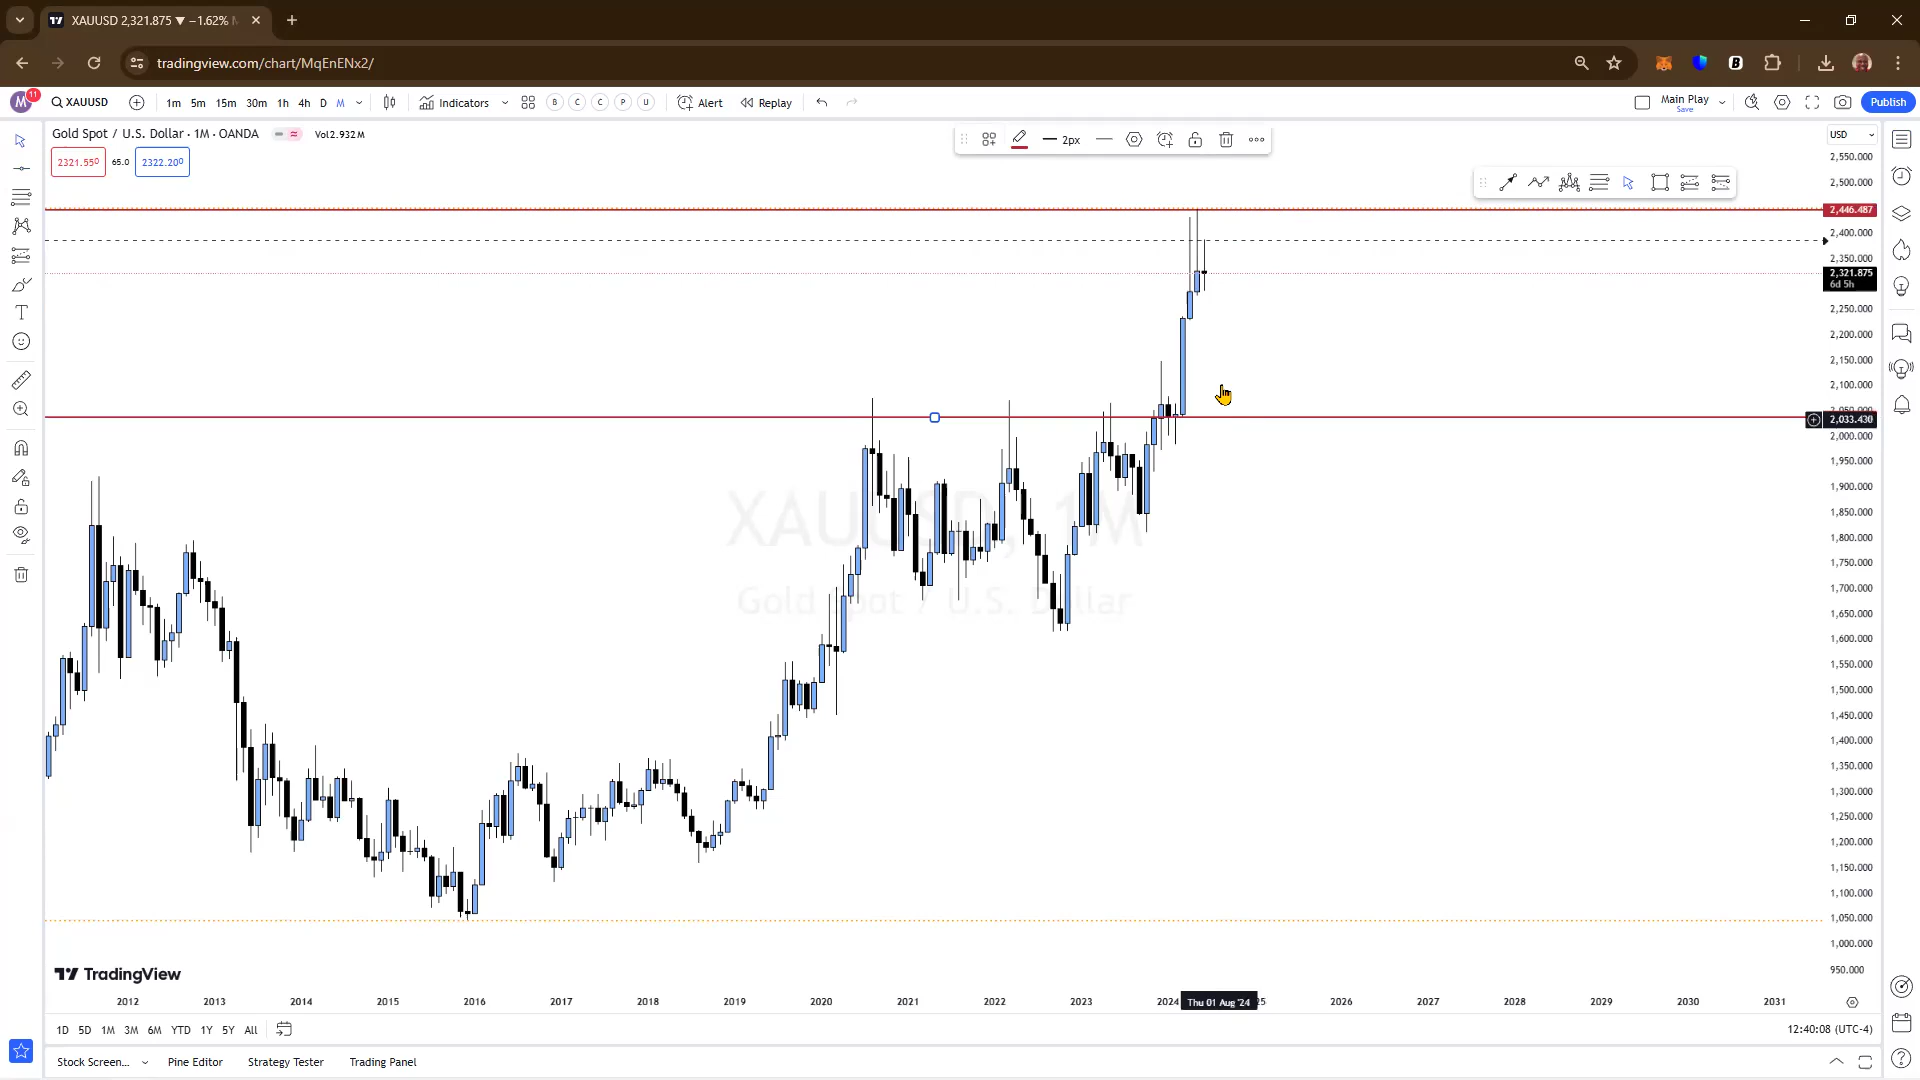 XAUUSD 2,321.875 ▼ −1.62%
tradingview.com/chart/MqEnENx2/
M 11 XAUUSD 1m 5m 15m 30m 1h 4h D M Indicators B C C P U Alert Replay Main Play Save Publish
Gold Spot / U.S. Dollar · 1M · OANDA Vol2.932M USD
2px
2321.550 65.0 2322.200
2,550.000
2,500.000
2,446.487
2,400.000
2,350.000
2,321.875
6d 5h
2,250.000
2,200.000
2,150.000
2,100.000
2,033.430
2,000.000
1,950.000
1,900.000
1,850.000
1,800.000
1,750.000
1,700.000
1,650.000
1,600.000
1,550.000
1,500.000
1,450.000
1,400.000
1,350.000
1,300.000
1,250.000
1,200.000
1,150.000
1,100.000
1,050.000
1,000.000
950.000
XAUUSD, 1M
Gold Spot / U.S. Dollar
TradingView
2012 2013 2014 2015 2016 2017 2018 2019 2020 2021 2022 2023 2024 Thu 01 Aug '24 2026 2027 2028 2029 2030 2031
1D 5D 1M 3M 6M YTD 1Y 5Y All 12:40:08 (UTC-4)
Stock Screen... Pine Editor Strategy Tester Trading Panel